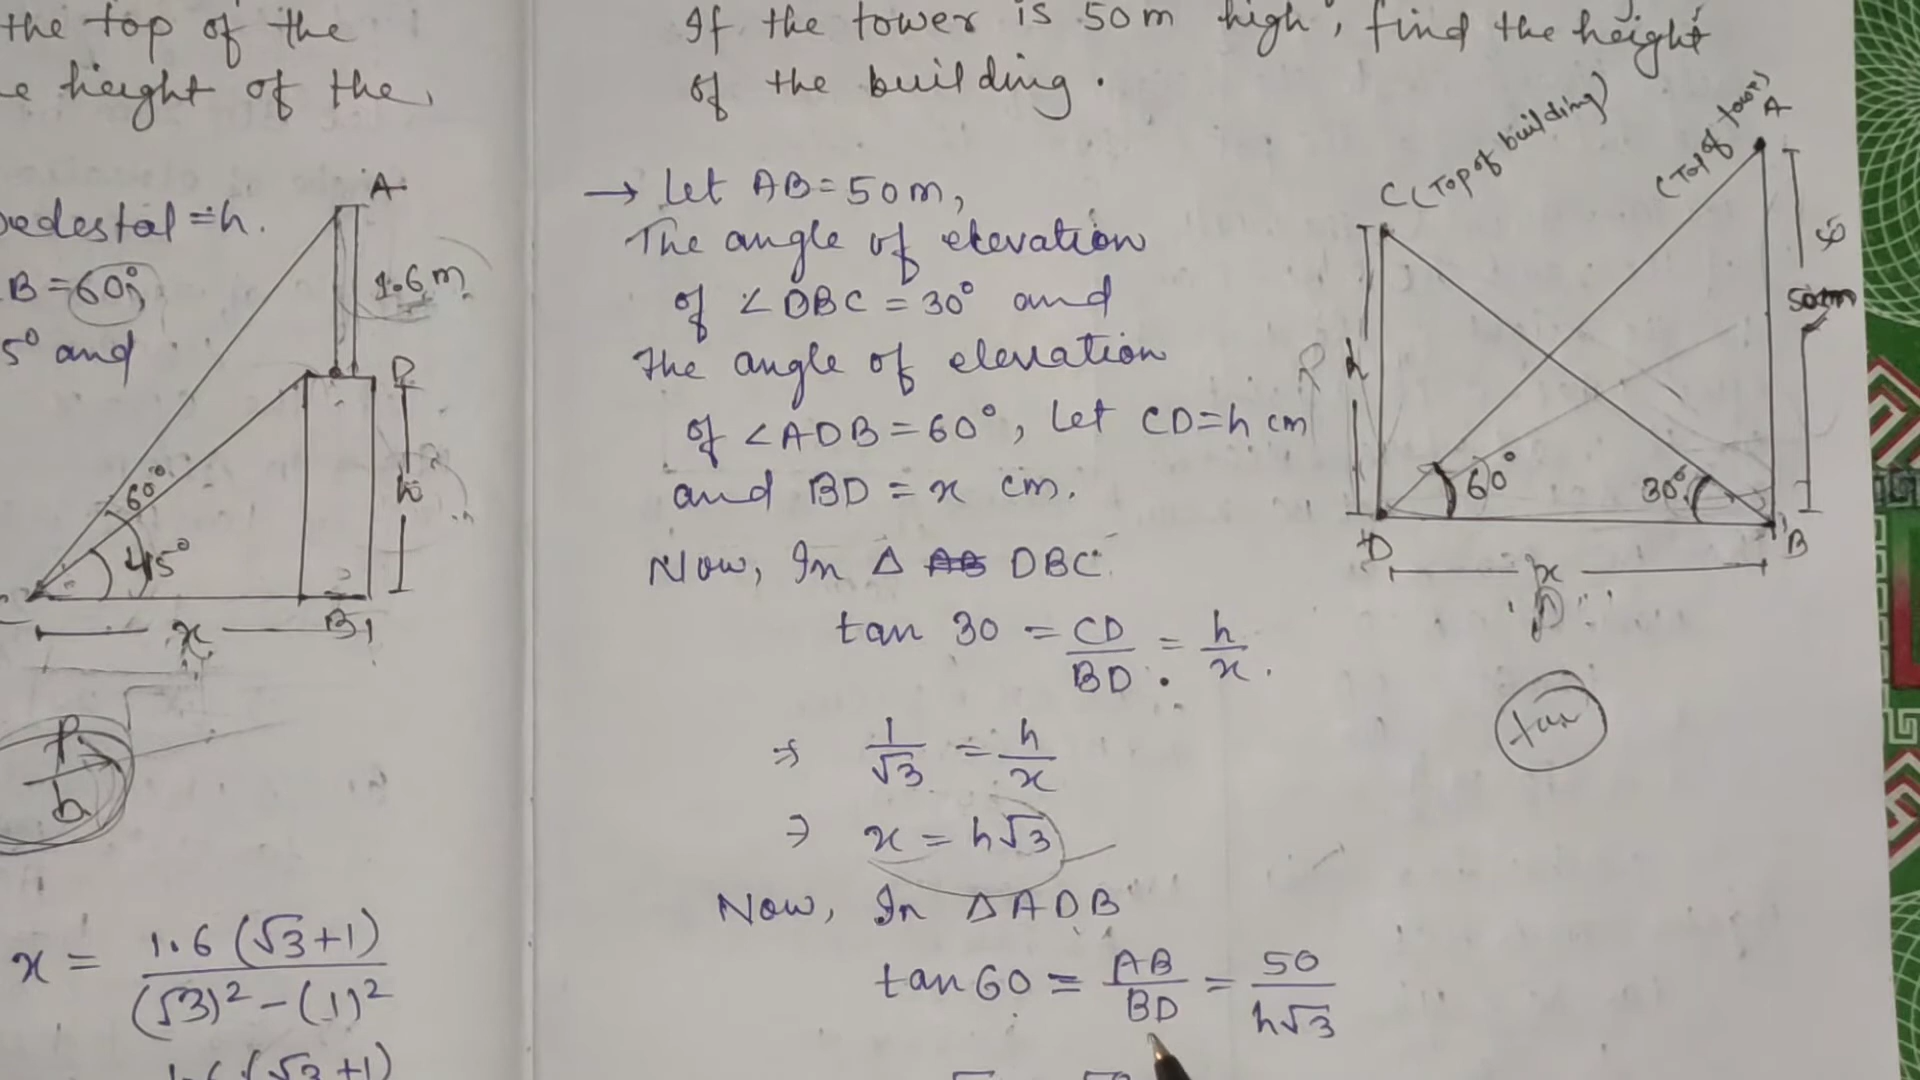 the top of the
e height of the,
pedestal = h.
B = 60°;
5° and
A
1.6 m
D
h
60°
45°
B
x
p
b
x = 1.6 (√3+1)
(√3)² - (1)²
(√3+1)
If the tower is 50m high, find the height
of the building.
→ Let AB = 50m,
The angle of elevation
of ∠DBC = 30° and
the angle of elevation
of ∠ADB = 60°, Let CD = h cm
and BD = x cm.
Now, In △ DBC
tan 30 = CD/BD = h/x.
⇒ 1/√3 = h/x
⇒ x = h√3
Now, In △ADB
tan 60 = AB/BD = 50/h√3
C (Top of building)
(Top of tower)
A
50m
h
60°
30°
D
B
x
tan